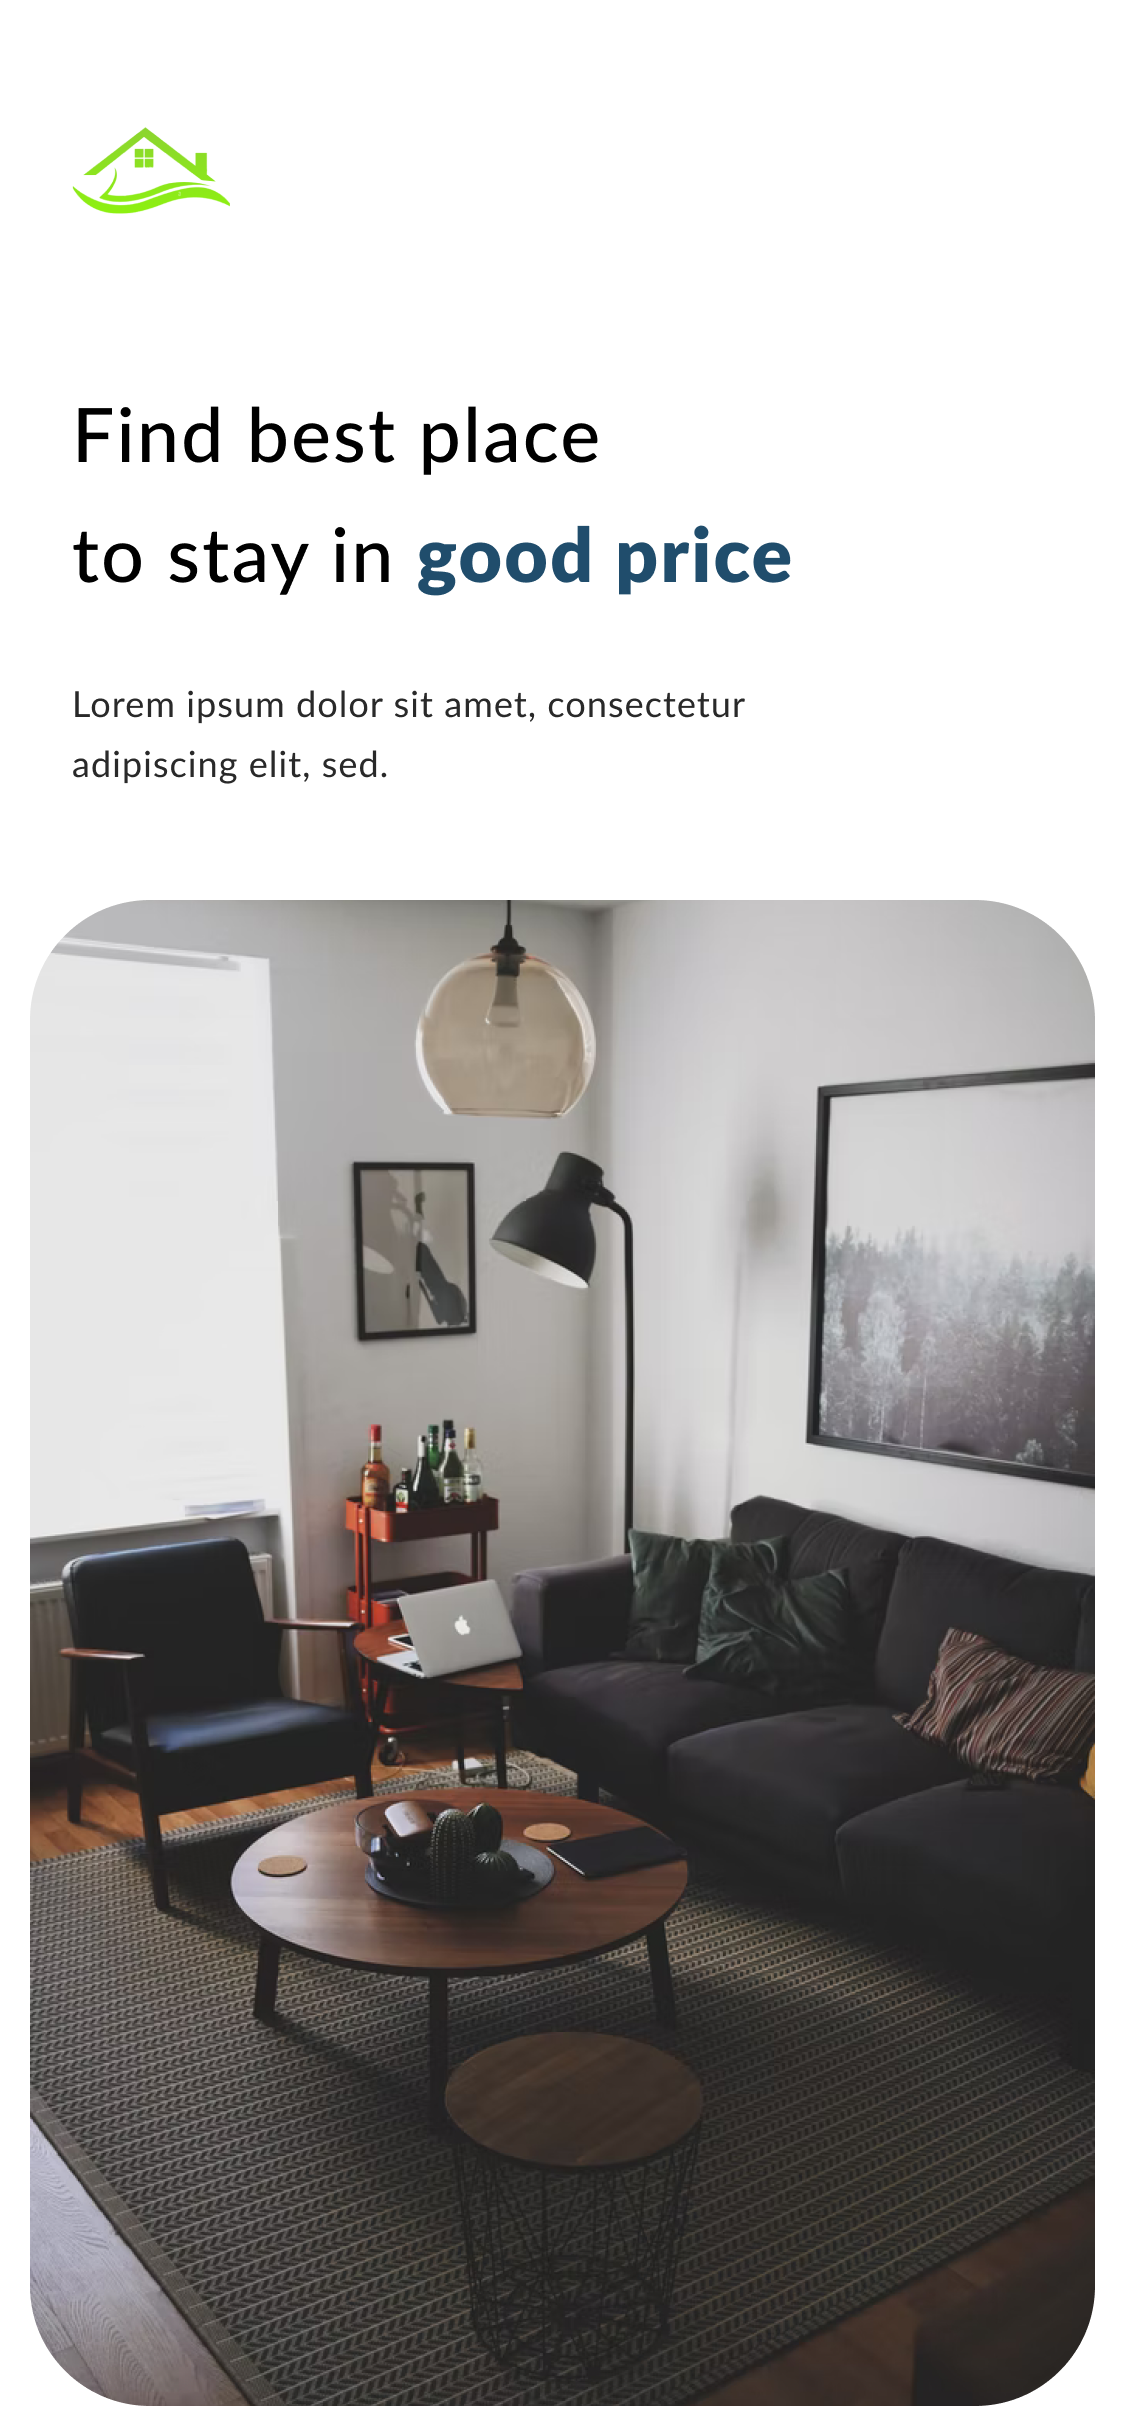 Find best place
to stay in good price
Lorem ipsum dolor sit amet, consectetur
adipiscing elit, sed.